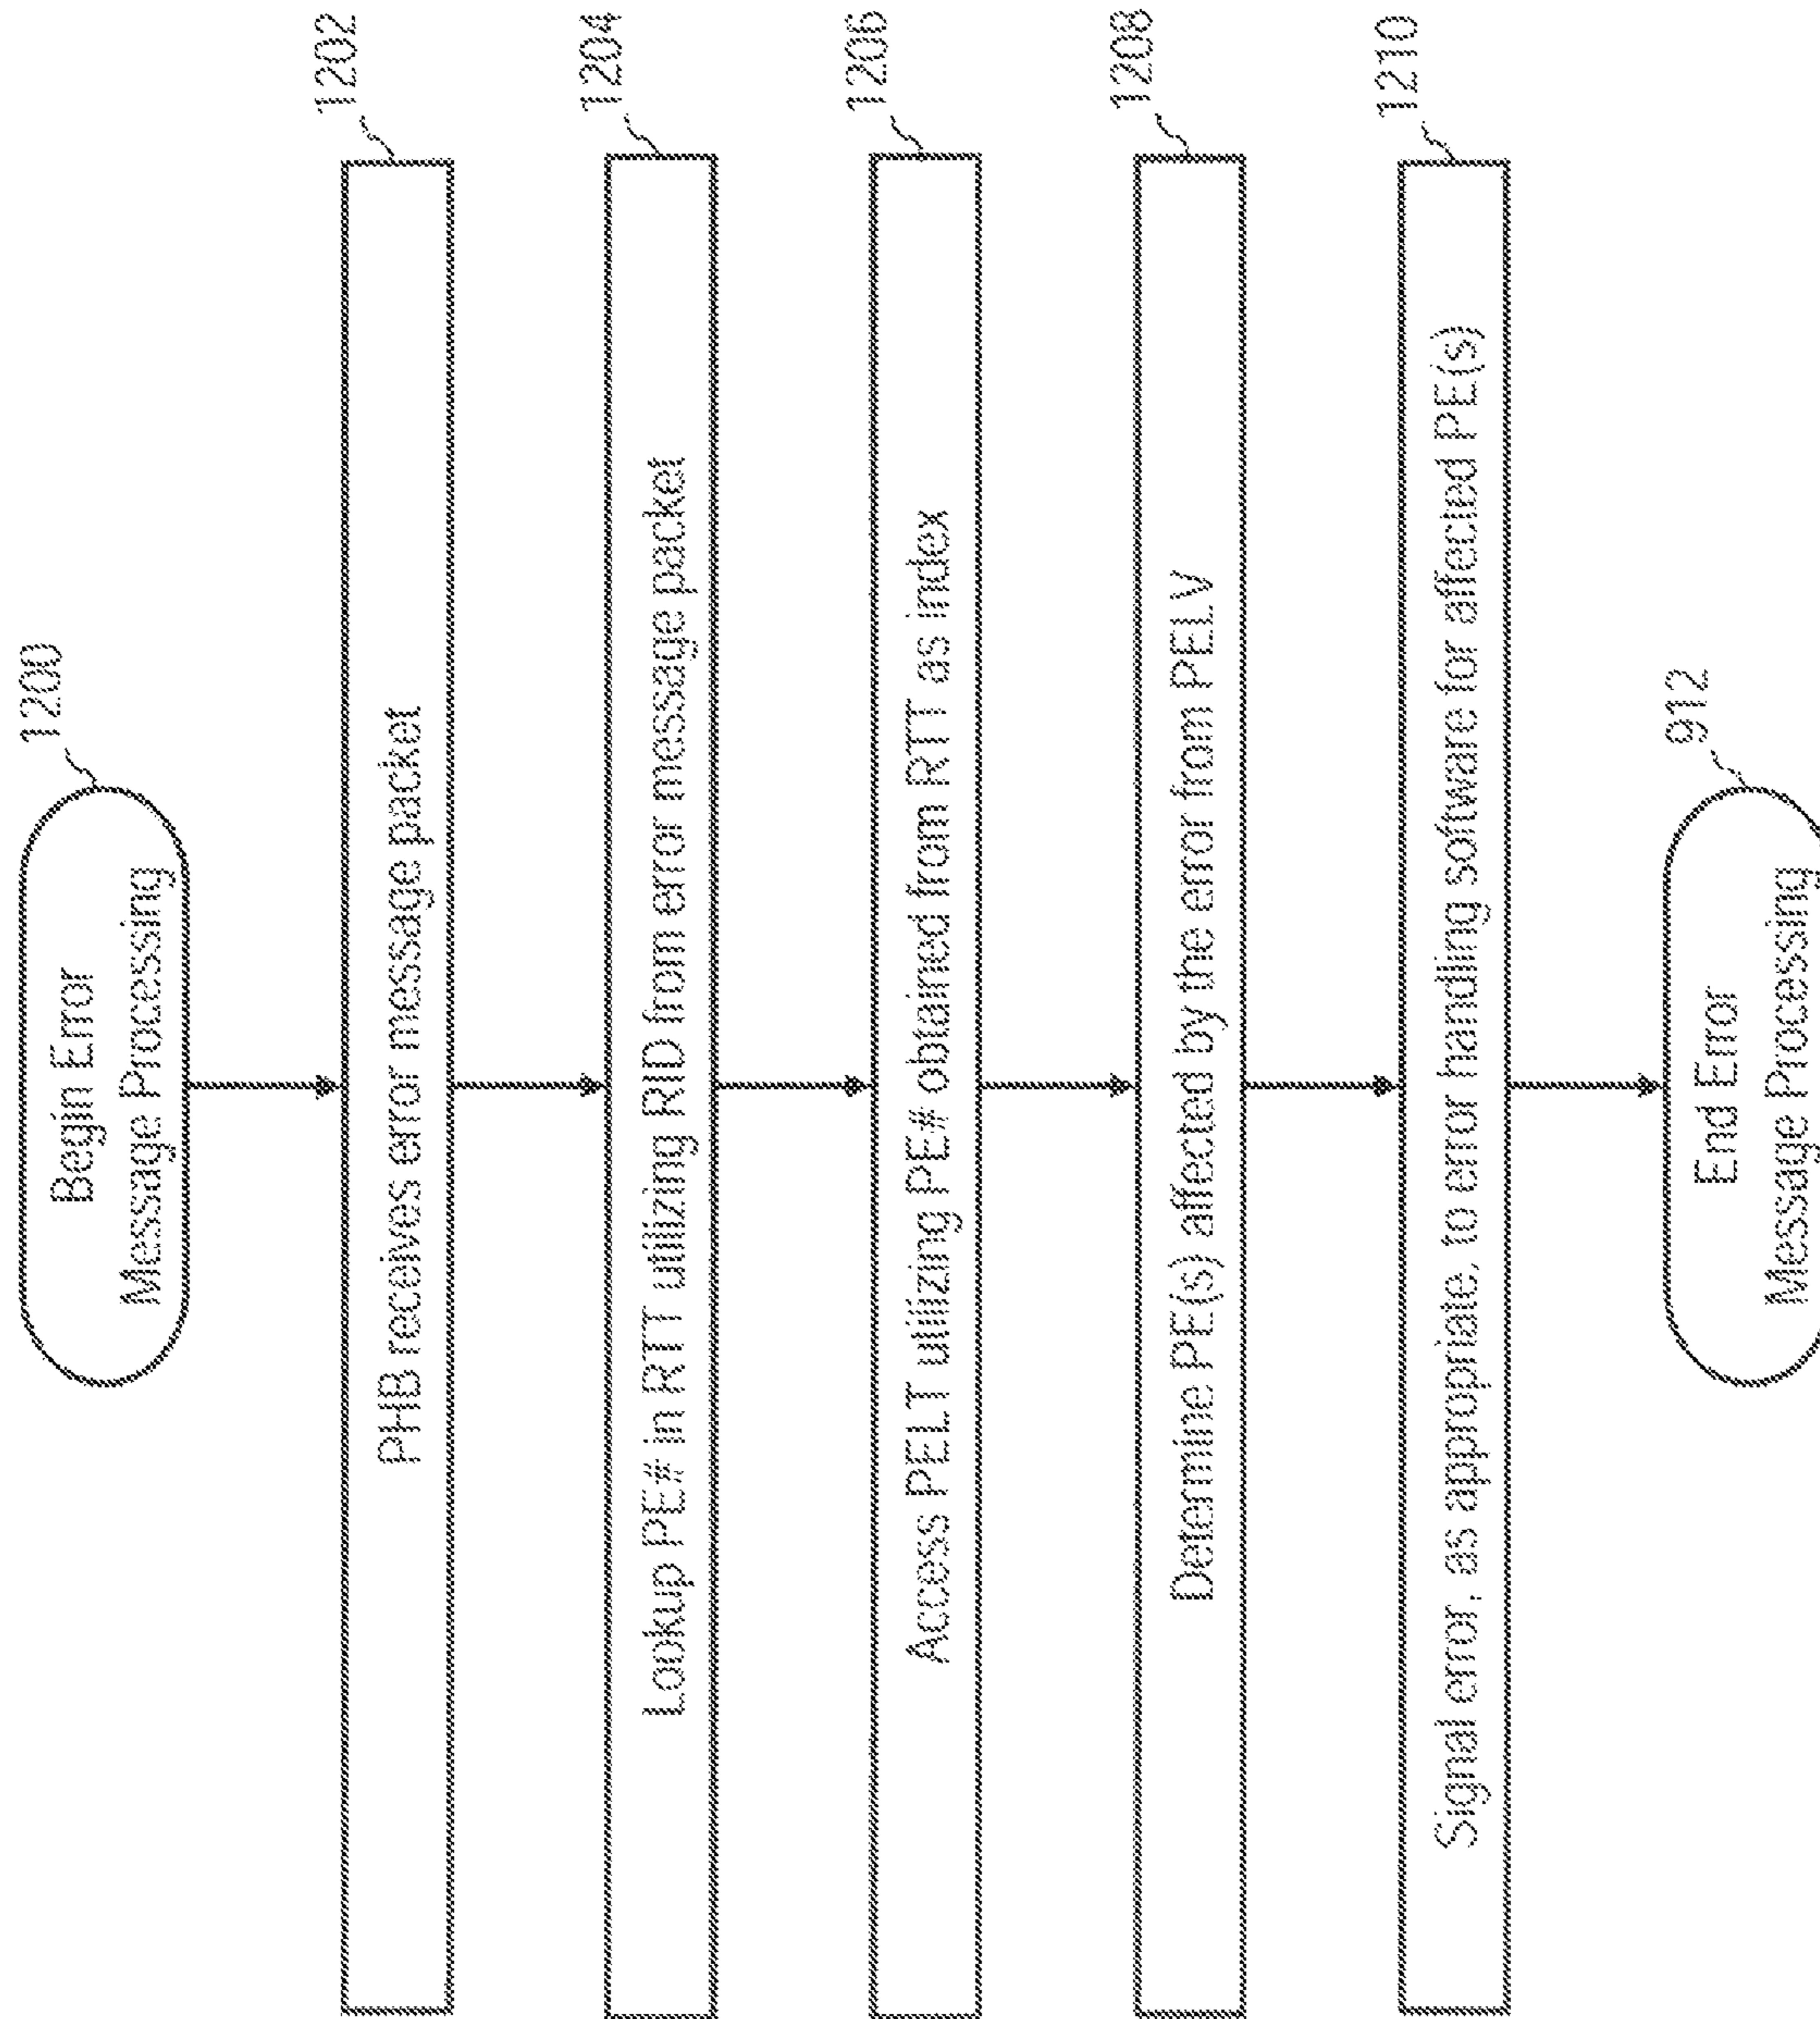 1200
Begin Error
Message Processing
1202
PHB receives error message packet
1204
Lookup PE# in RTT utilizing RID from error message packet
1206
Access PELT utilizing PE# obtained from RTT as index
1208
Determine PE(s) affected by the error from PELV
1210
Signal error, as appropriate, to error handling software for affected PE(s)
912
End Error
Message Processing